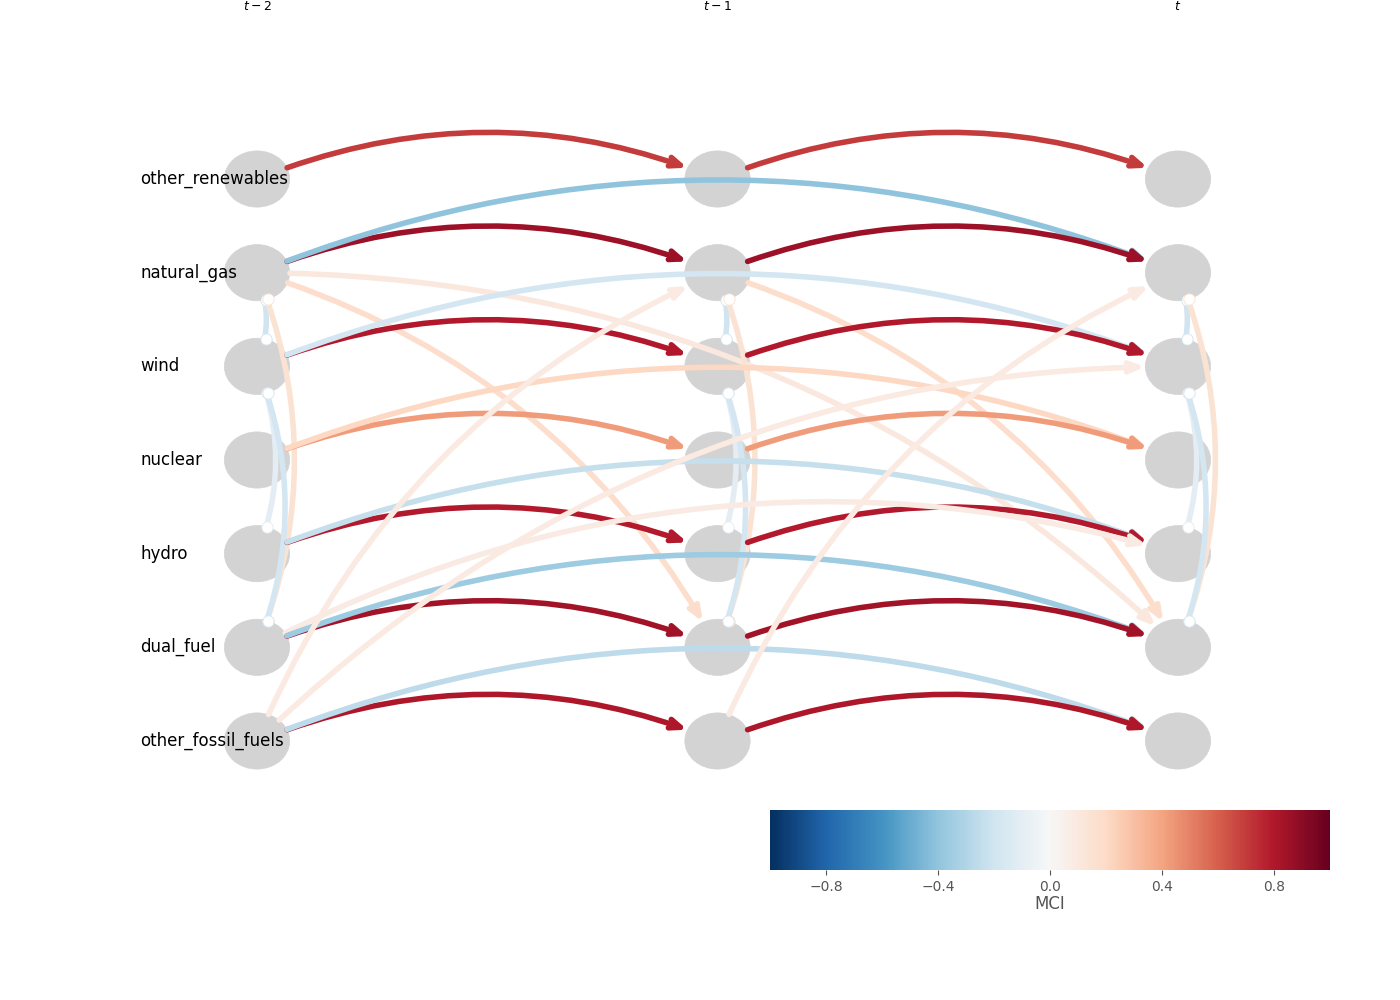 t − 2 t − 1 t
other_renewables
natural_gas
wind
nuclear
hydro
dual_fuel
other_fossil_fuels
−0.8 −0.4 0.0 0.4 0.8
MCI